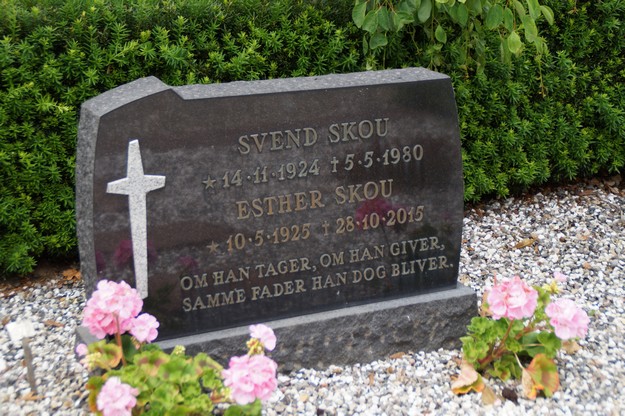 SVEND SKOU
★14·11·1924 †5·5·1980
ESTHER SKOU
★10·5·1925 †28·10·2015
OM HAN TAGER, OM HAN GIVER,
SAMME FADER HAN DOG BLIVER.